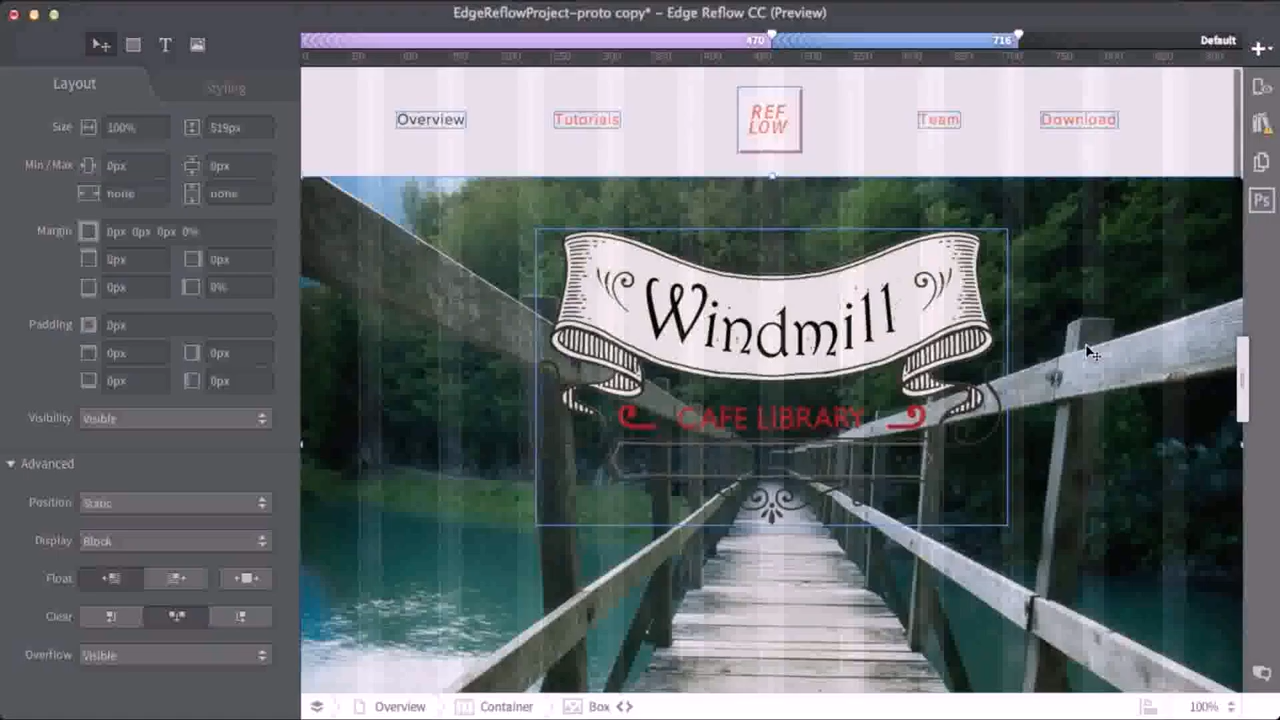 EdgeReflowProject-proto copy* – Edge Reflow CC (Preview)
470
716
Default
Layout
Styling
Size
100%
519px
Min / Max
0px
0px
none
none
Margin
0px 0px 0px 0%
0px
0px
0px
0%
Padding
0px
0px
0px
0px
0px
Visibility
Visible
Advanced
Position
Static
Display
Block
Float
Clear
Overflow
Visible
Overview
Tutorials
REF
LOW
Team
Download
Windmill
CAFE LIBRARY
T
Ps
Overview
Container
Box
100%